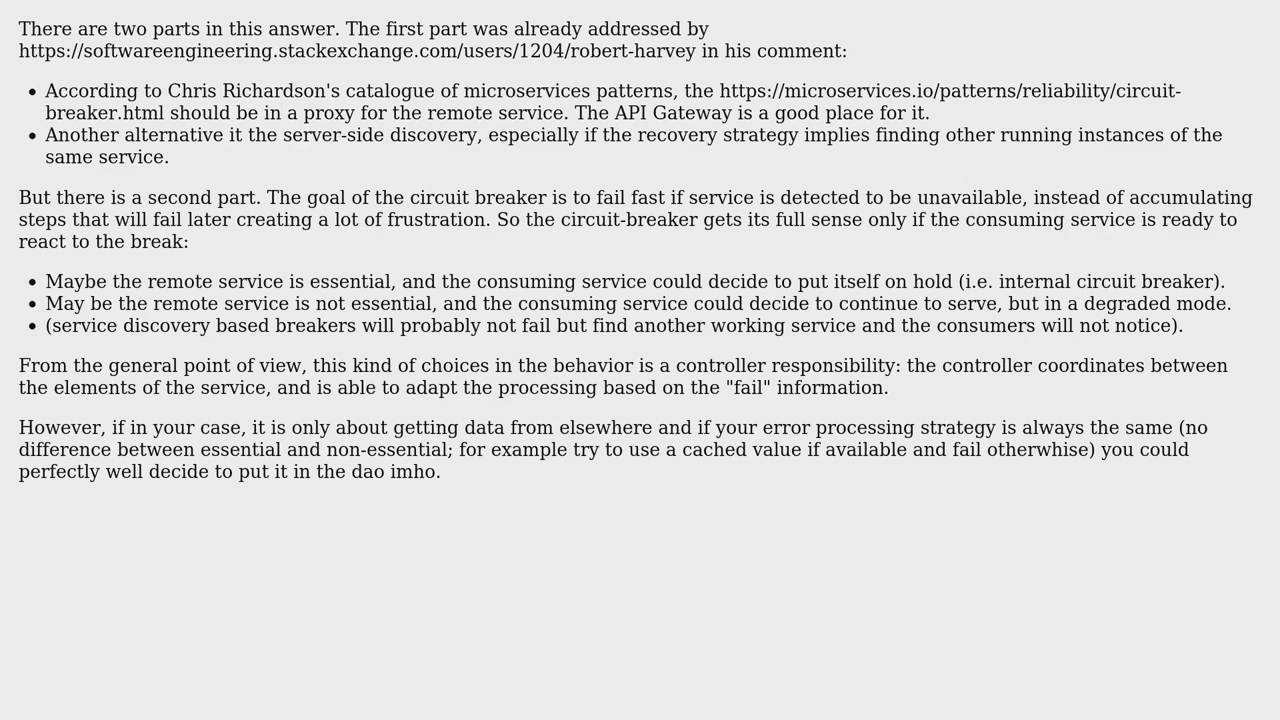 There are two parts in this answer. The first part was already addressed by
https://softwareengineering.stackexchange.com/users/1204/robert-harvey in his comment:
• According to Chris Richardson's catalogue of microservices patterns, the https://microservices.io/patterns/reliability/circuit-
breaker.html should be in a proxy for the remote service. The API Gateway is a good place for it.
• Another alternative it the server-side discovery, especially if the recovery strategy implies finding other running instances of the
same service.
But there is a second part. The goal of the circuit breaker is to fail fast if service is detected to be unavailable, instead of accumulating
steps that will fail later creating a lot of frustration. So the circuit-breaker gets its full sense only if the consuming service is ready to
react to the break:
• Maybe the remote service is essential, and the consuming service could decide to put itself on hold (i.e. internal circuit breaker).
• May be the remote service is not essential, and the consuming service could decide to continue to serve, but in a degraded mode.
• (service discovery based breakers will probably not fail but find another working service and the consumers will not notice).
From the general point of view, this kind of choices in the behavior is a controller responsibility: the controller coordinates between
the elements of the service, and is able to adapt the processing based on the "fail" information.
However, if in your case, it is only about getting data from elsewhere and if your error processing strategy is always the same (no
difference between essential and non-essential; for example try to use a cached value if available and fail otherwhise) you could
perfectly well decide to put it in the dao imho.